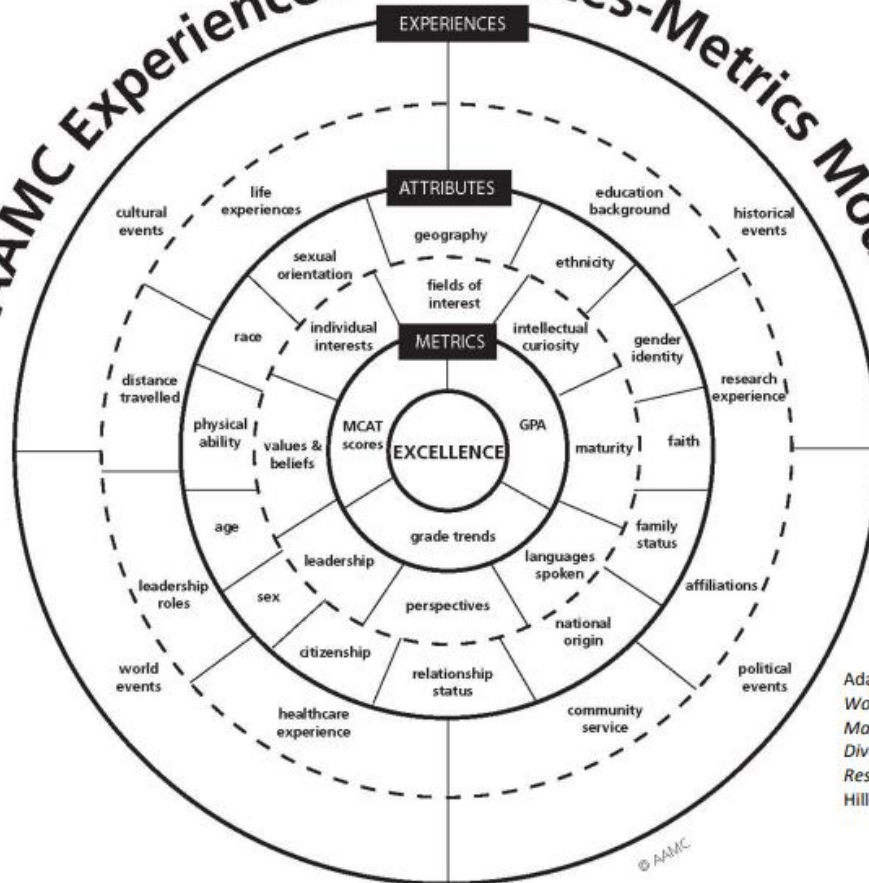 AAMC Experiences-Attributes-Metrics Model
EXPERIENCES
cultural
events
life
experiences
education
background
historical
events
distance
travelled
research
experience
leadership
roles
affiliations
world
events
healthcare
experience
community
service
political
events
ATTRIBUTES
geography
sexual
orientation
ethnicity
race
gender
identity
physical
ability
faith
age
family
status
sex
national
origin
citizenship
relationship
status
fields of
interest
individual
interests
intellectual
curiosity
values &
beliefs
maturity
leadership
languages
spoken
perspectives
METRICS
MCAT
scores
GPA
grade trends
EXCELLENCE
© AAMC
Hill